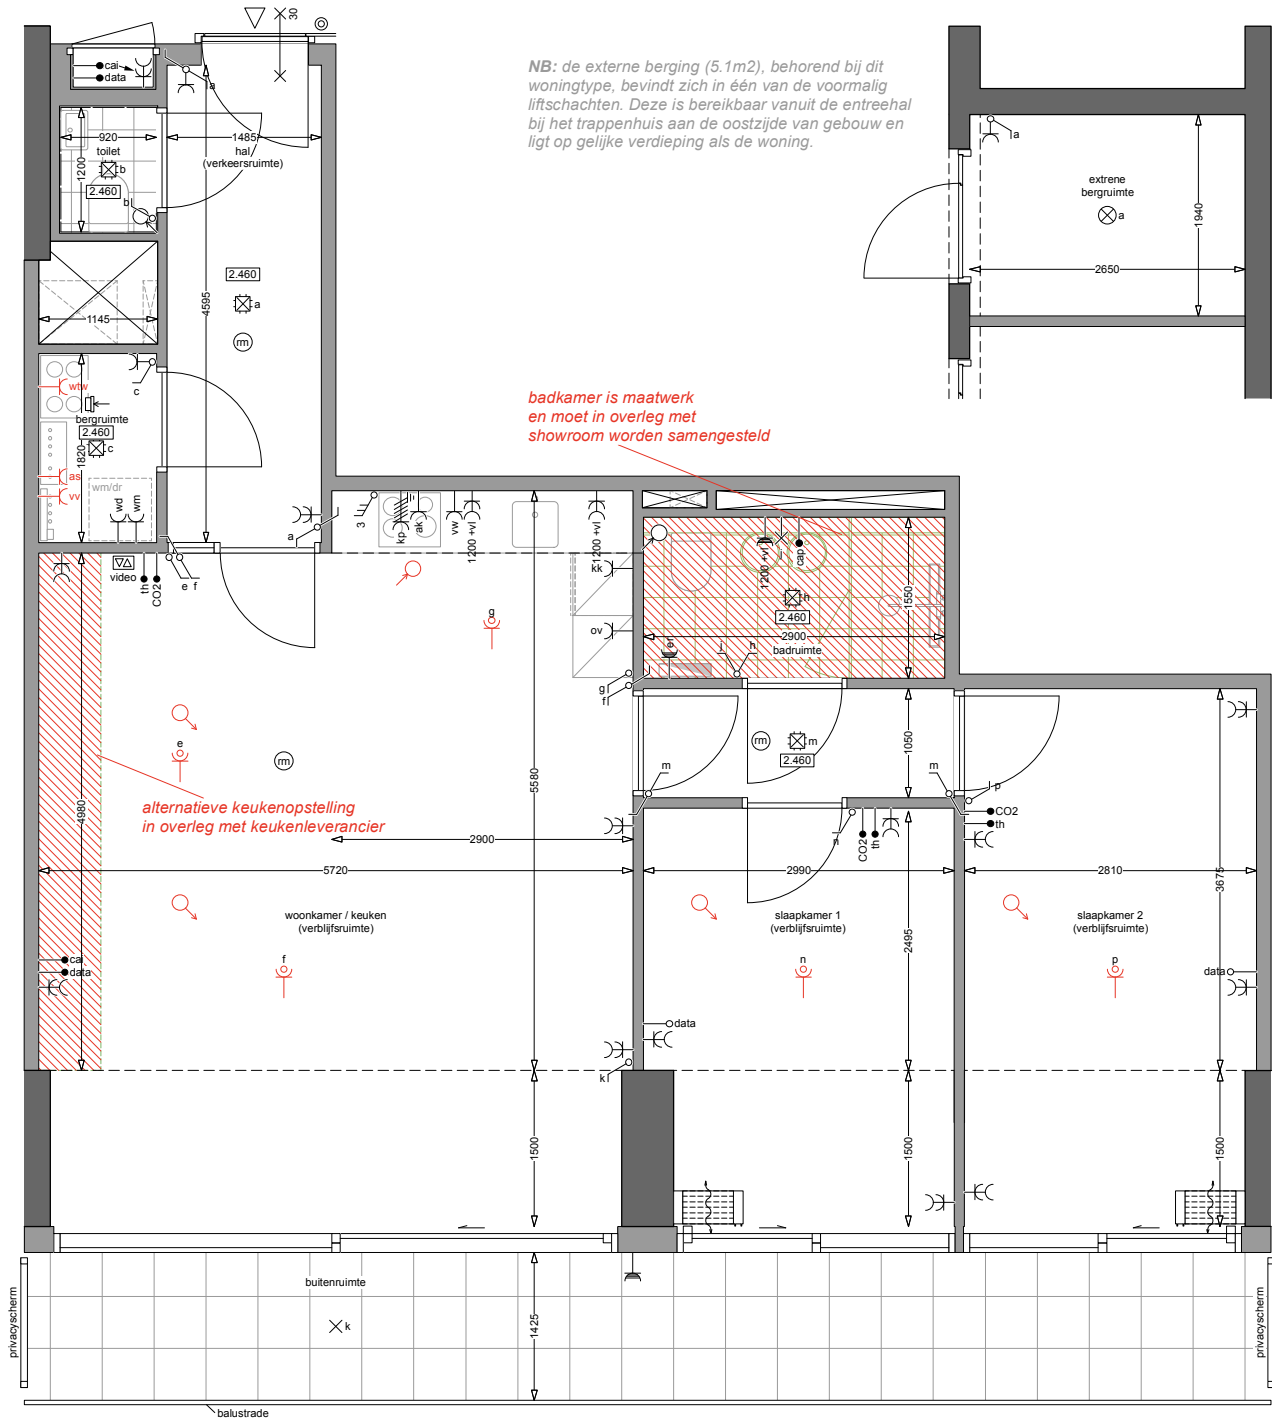 30
NB: de externe berging (5.1m2), behorend bij dit
woningtype, bevindt zich in één van de voormalig
liftschachten. Deze is bereikbaar vanuit de entreehal
bij het trappenhuis aan de oostzijde van gebouw en
ligt op gelijke verdieping als de woning.
cai
data
a
920
toilet
b
1200
2.460
b
1485
hal
(verkeersruimte)
2.460
a
4595
rm
1145
a
extrene
bergruimte
a
1940
2650
c
wtw
bergruimte
2.460
c
1820
as
vv
wm/dr
wd
wm
badkamer is maatwerk
en moet in overleg met
showroom worden samengesteld
a
3
kp
ak
vw
1200 +vl
1200 +vl
kk
ov
g
g
fl
video
th
CO2
e f
1200 +vl
cap
h
2.460
2900
badruimte
1550
er
j
h
e
rm
alternatieve keukenopstelling
in overleg met keukenleverancier
4980
5580
2900
5720
woonkamer / keuken
(verblijfsruimte)
f
cai
data
kl
1500
rm
m
2.460
1050
m
m
p
CO2
th
n
CO2
th
2990
slaapkamer 1
(verblijfsruimte)
n
2495
data
1500
2810
3675
slaapkamer 2
(verblijfsruimte)
p
data
1500
buitenruimte
k
1425
privacyscherm
privacyscherm
balustrade